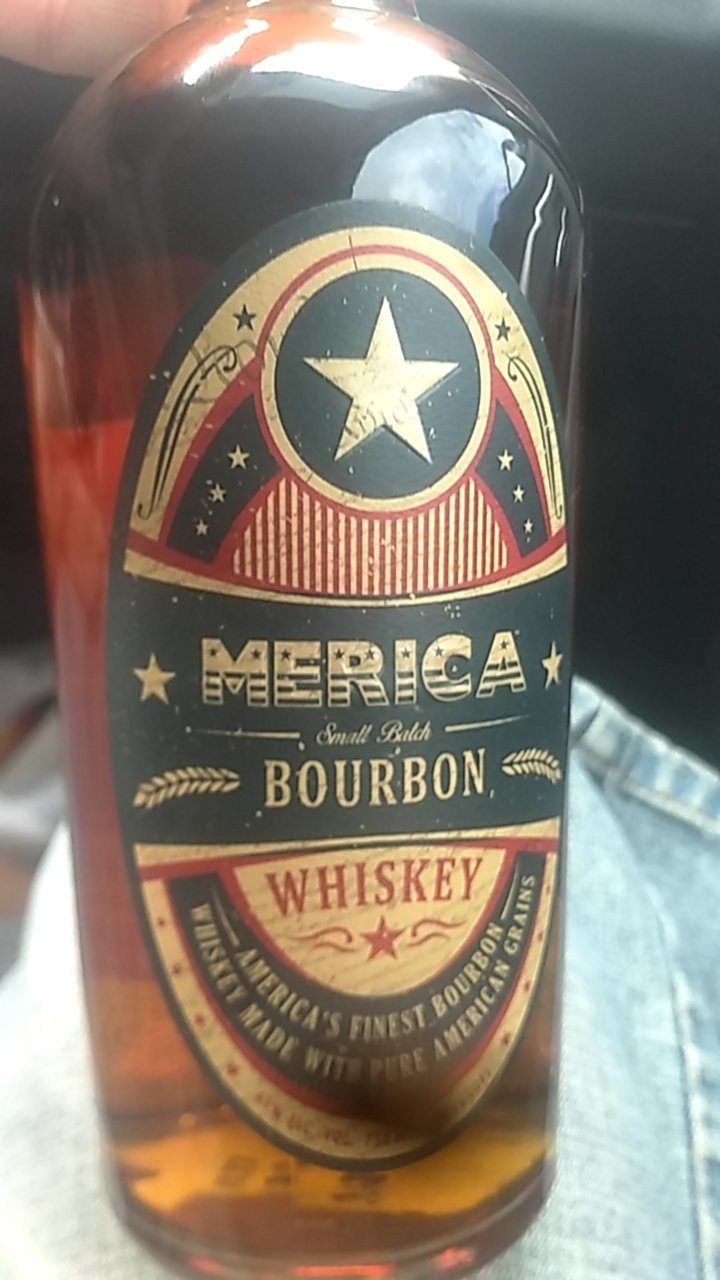 MERICA
Small Batch
BOURBON
WHISKEY
AMERICA'S FINEST BOURBON
WHISKEY MADE WITH PURE AMERICAN GRAINS